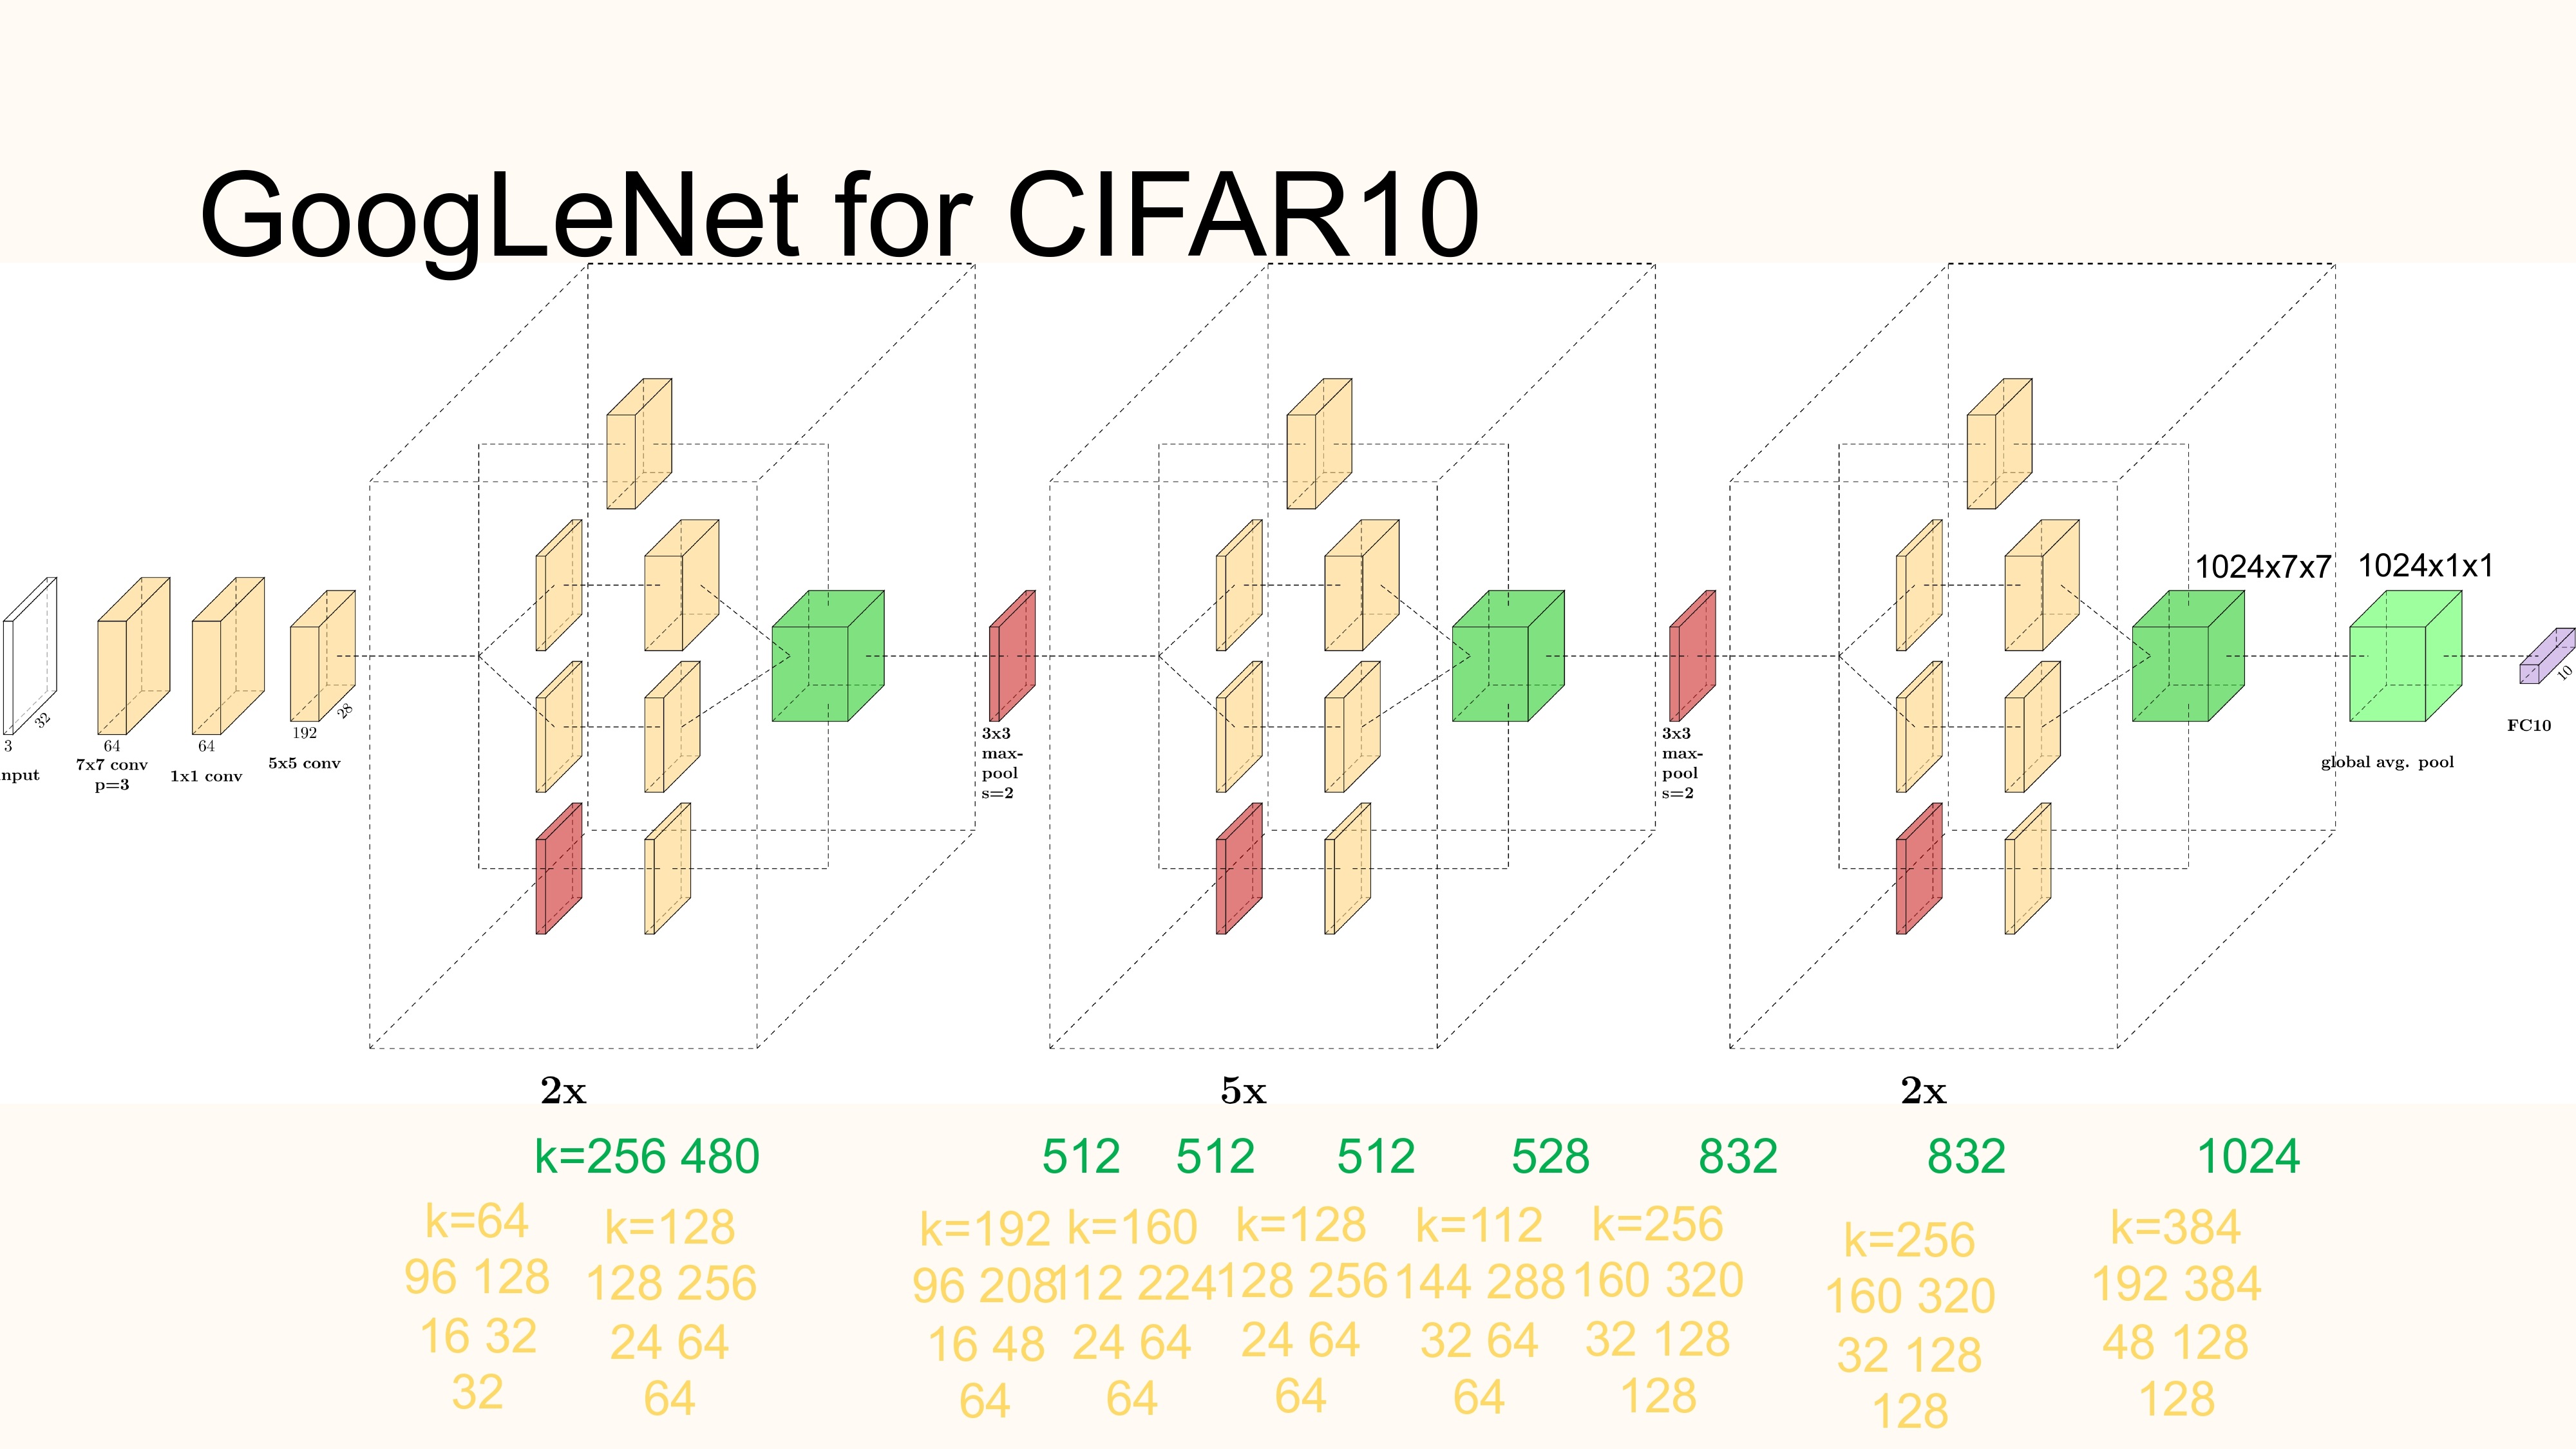 GoogLeNet for CIFAR10
1024x7x7
1024x1x1
3
32
nput
64
7x7 conv
p=3
64
1x1 conv
192
28
5x5 conv
3x3
max-
pool
s=2
3x3
max-
pool
s=2
global avg. pool
10
FC10
2x
5x
2x
k=256 480
512
512
512
528
832
832
1024
k=64
96 128
16 32
32
k=128
128 256
24 64
64
k=192
96 208
16 48
64
k=160
112 224
24 64
64
k=128
128 256
24 64
64
k=112
144 288
32 64
64
k=256
160 320
32 128
128
k=256
160 320
32 128
128
k=384
192 384
48 128
128